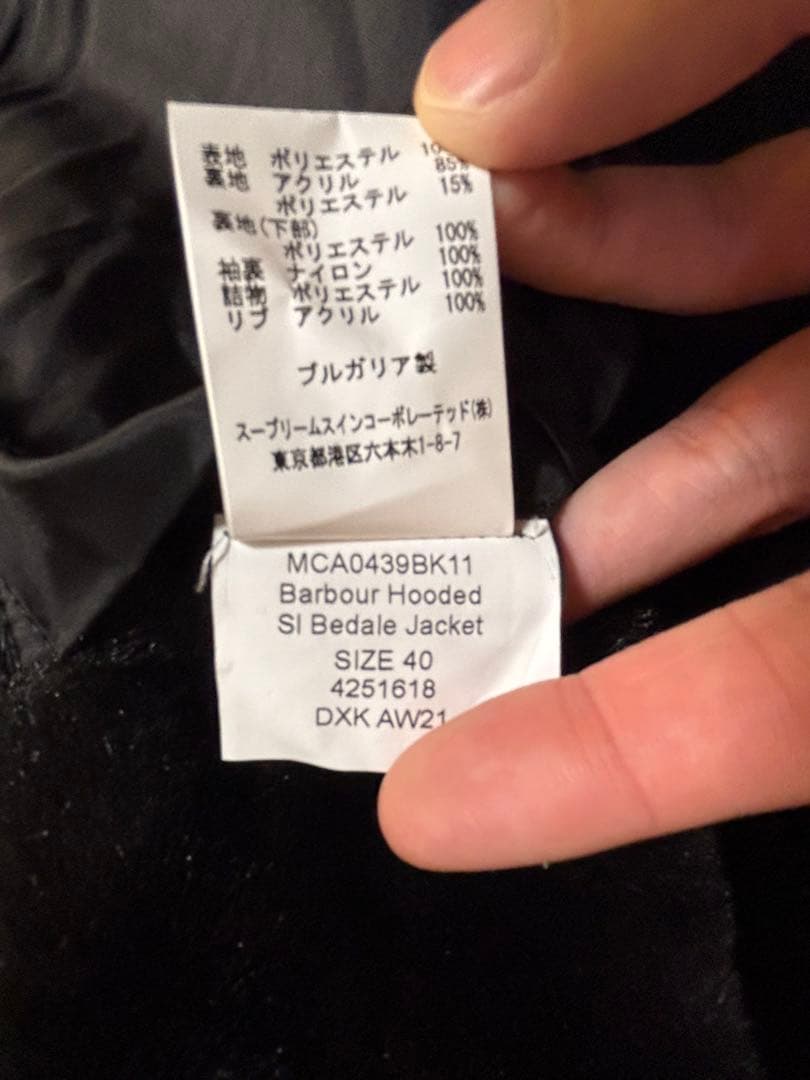 表地 ポリエステル
裏地 アクリル 85%
ポリエステル 15%
裏地(下部)
ポリエステル 100%
袖裏 ナイロン 100%
詰物 ポリエステル 100%
リブ アクリル 100%
ブルガリア製
スープリームスインコーポレーテッド(株)
東京都港区六本木1-8-7
MCA0439BK11
Barbour Hooded
SI Bedale Jacket
SIZE 40
4251618
DXK AW21